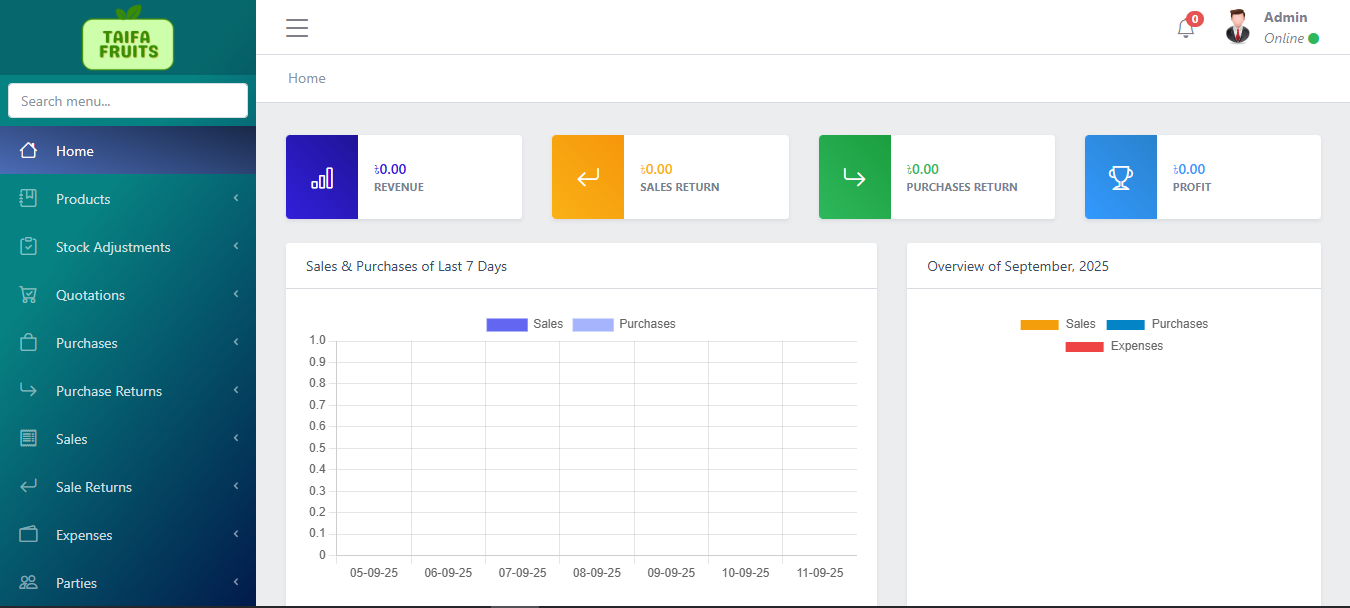 TAIFA
FRUITS
Search menu...
Home
Products
Stock Adjustments
Quotations
Purchases
Purchase Returns
Sales
Sale Returns
Expenses
Parties
0
Admin
Online
Home
৳0.00
REVENUE
৳0.00
SALES RETURN
৳0.00
PURCHASES RETURN
৳0.00
PROFIT
Sales & Purchases of Last 7 Days
Sales Purchases
1.0
0.9
0.8
0.7
0.6
0.5
0.4
0.3
0.2
0.1
0
05-09-25 06-09-25 07-09-25 08-09-25 09-09-25 10-09-25 11-09-25
Overview of September, 2025
Sales Purchases
Expenses